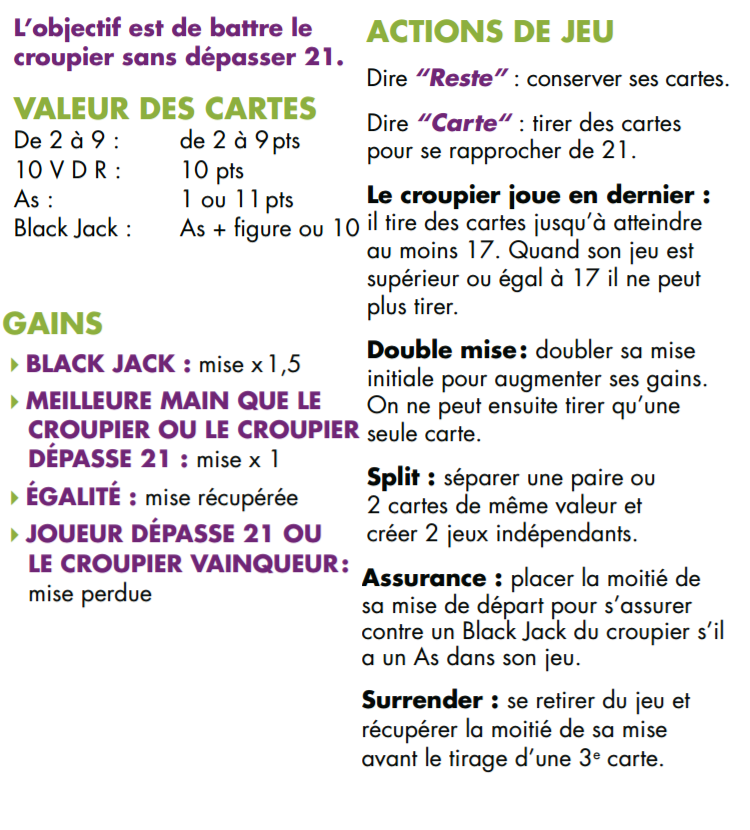 L'objectif est de battre le
croupier sans dépasser 21.
VALEUR DES CARTES
De 2 à 9 : de 2 à 9 pts
10 V D R : 10 pts
As : 1 ou 11 pts
Black Jack : As + figure ou 10
GAINS
BLACK JACK : mise x 1,5
MEILLEURE MAIN QUE LE
CROUPIER OU LE CROUPIER
DÉPASSE 21 : mise x 1
ÉGALITÉ : mise récupérée
JOUEUR DÉPASSE 21 OU
LE CROUPIER VAINQUEUR :
mise perdue
ACTIONS DE JEU
Dire “Reste” : conserver ses cartes.
Dire “Carte“ : tirer des cartes
pour se rapprocher de 21.
Le croupier joue en dernier :
il tire des cartes jusqu'à atteindre
au moins 17. Quand son jeu est
supérieur ou égal à 17 il ne peut
plus tirer.
Double mise : doubler sa mise
initiale pour augmenter ses gains.
On ne peut ensuite tirer qu'une
seule carte.
Split : séparer une paire ou
2 cartes de même valeur et
créer 2 jeux indépendants.
Assurance : placer la moitié de
sa mise de départ pour s'assurer
contre un Black Jack du croupier s'il
a un As dans son jeu.
Surrender : se retirer du jeu et
récupérer la moitié de sa mise
avant le tirage d'une 3e carte.